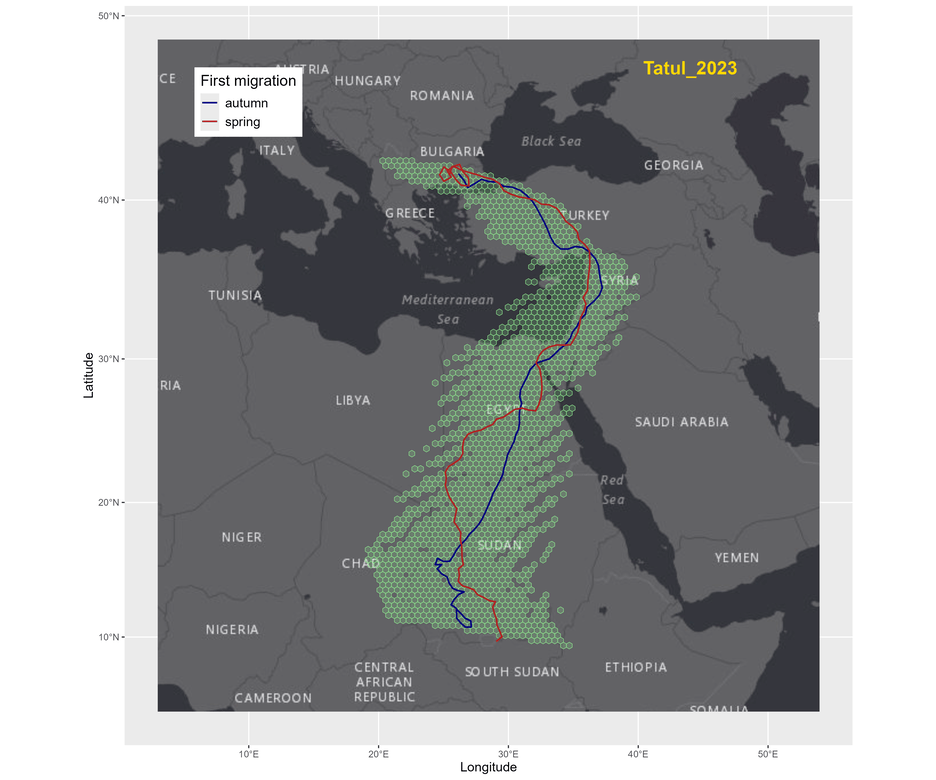 50°N
Tatul_2023
CE
AUSTRIA
First migration
autumn
spring
HUNGARY
ROMANIA
Black Sea
ITALY
BULGARIA
GEORGIA
40°N
GREECE
TURKEY
TUNISIA
SYRIA
Mediterranean
Sea
30°N
RIA
LIBYA
EGYPT
SAUDI ARABIA
Latitude
Red
Sea
20°N
NIGER
CHAD
SUDAN
YEMEN
NIGERIA
10°N
CENTRAL
AFRICAN
REPUBLIC
SOUTH SUDAN
ETHIOPIA
CAMEROON
SOMALIA
10°E
20°E
30°E
40°E
50°E
Longitude